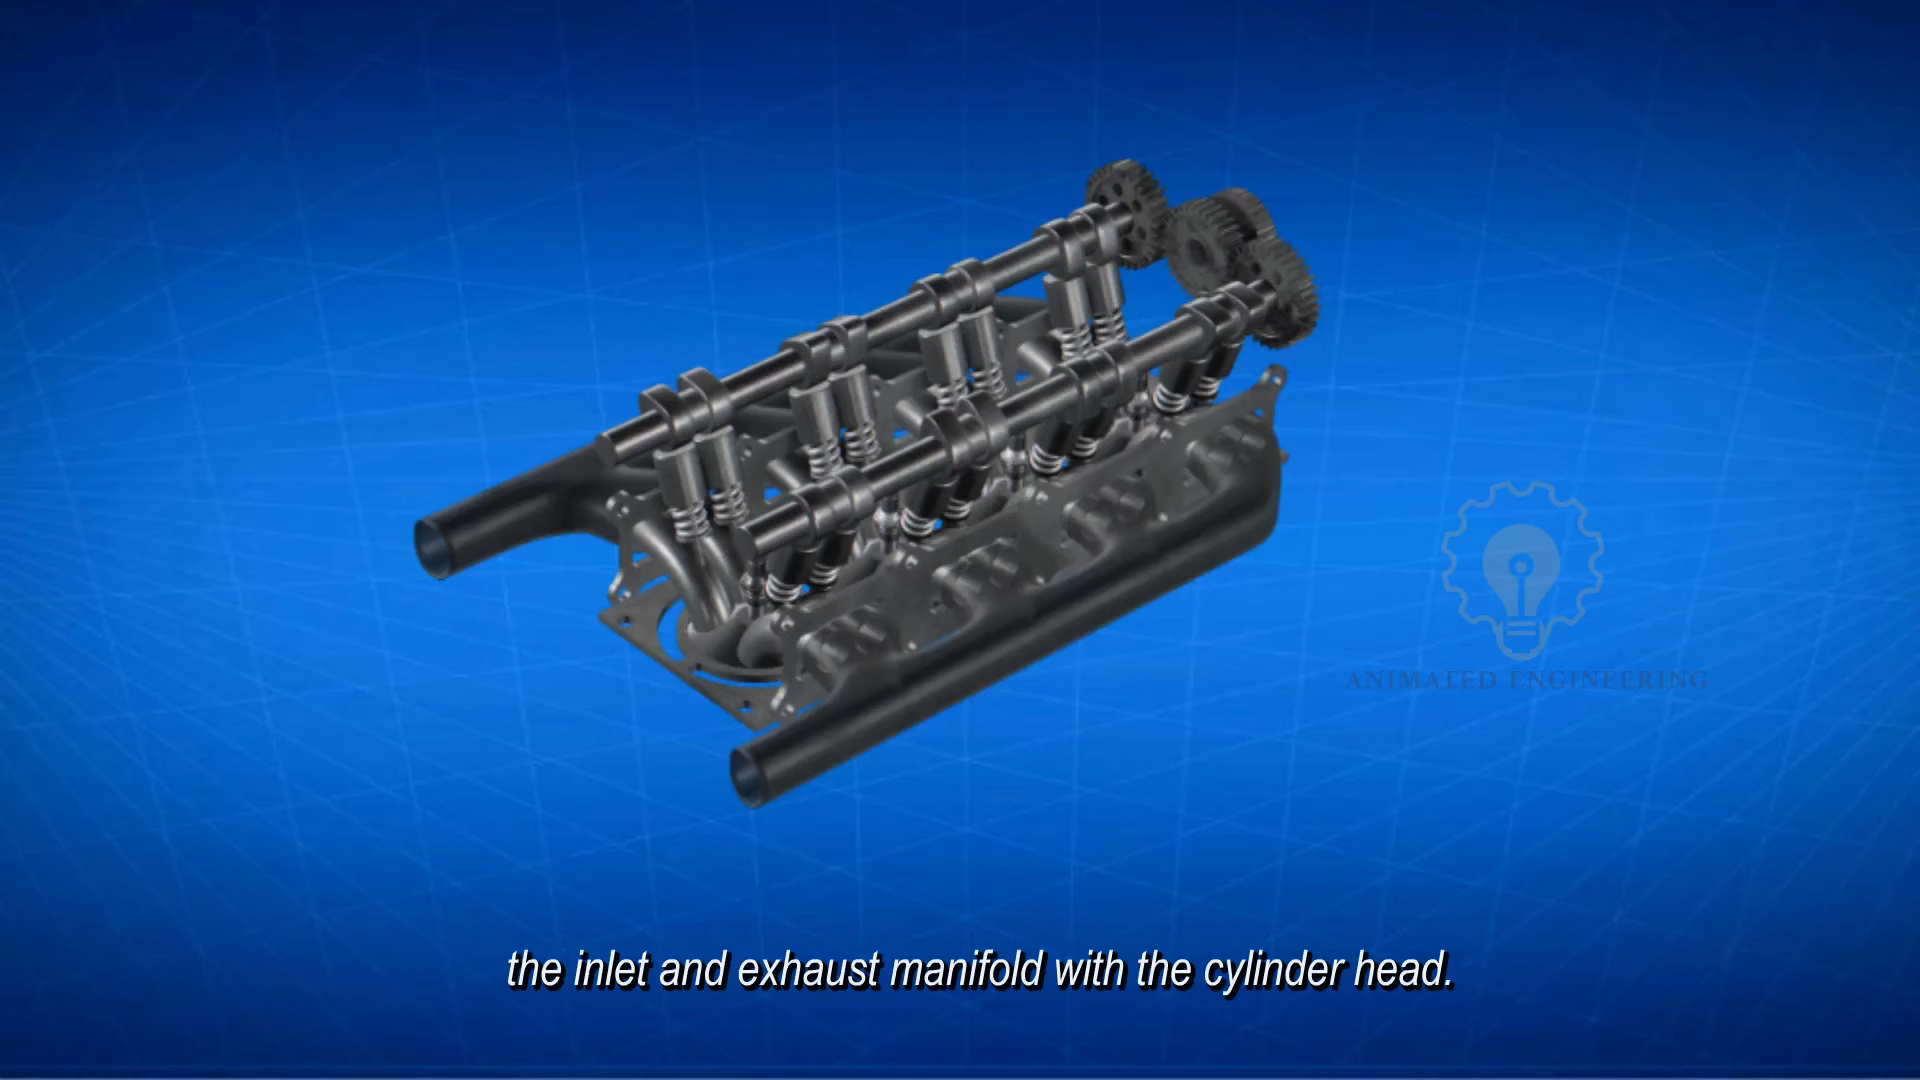 ANIMATED ENGINEERING
the inlet and exhaust manifold with the cylinder head.